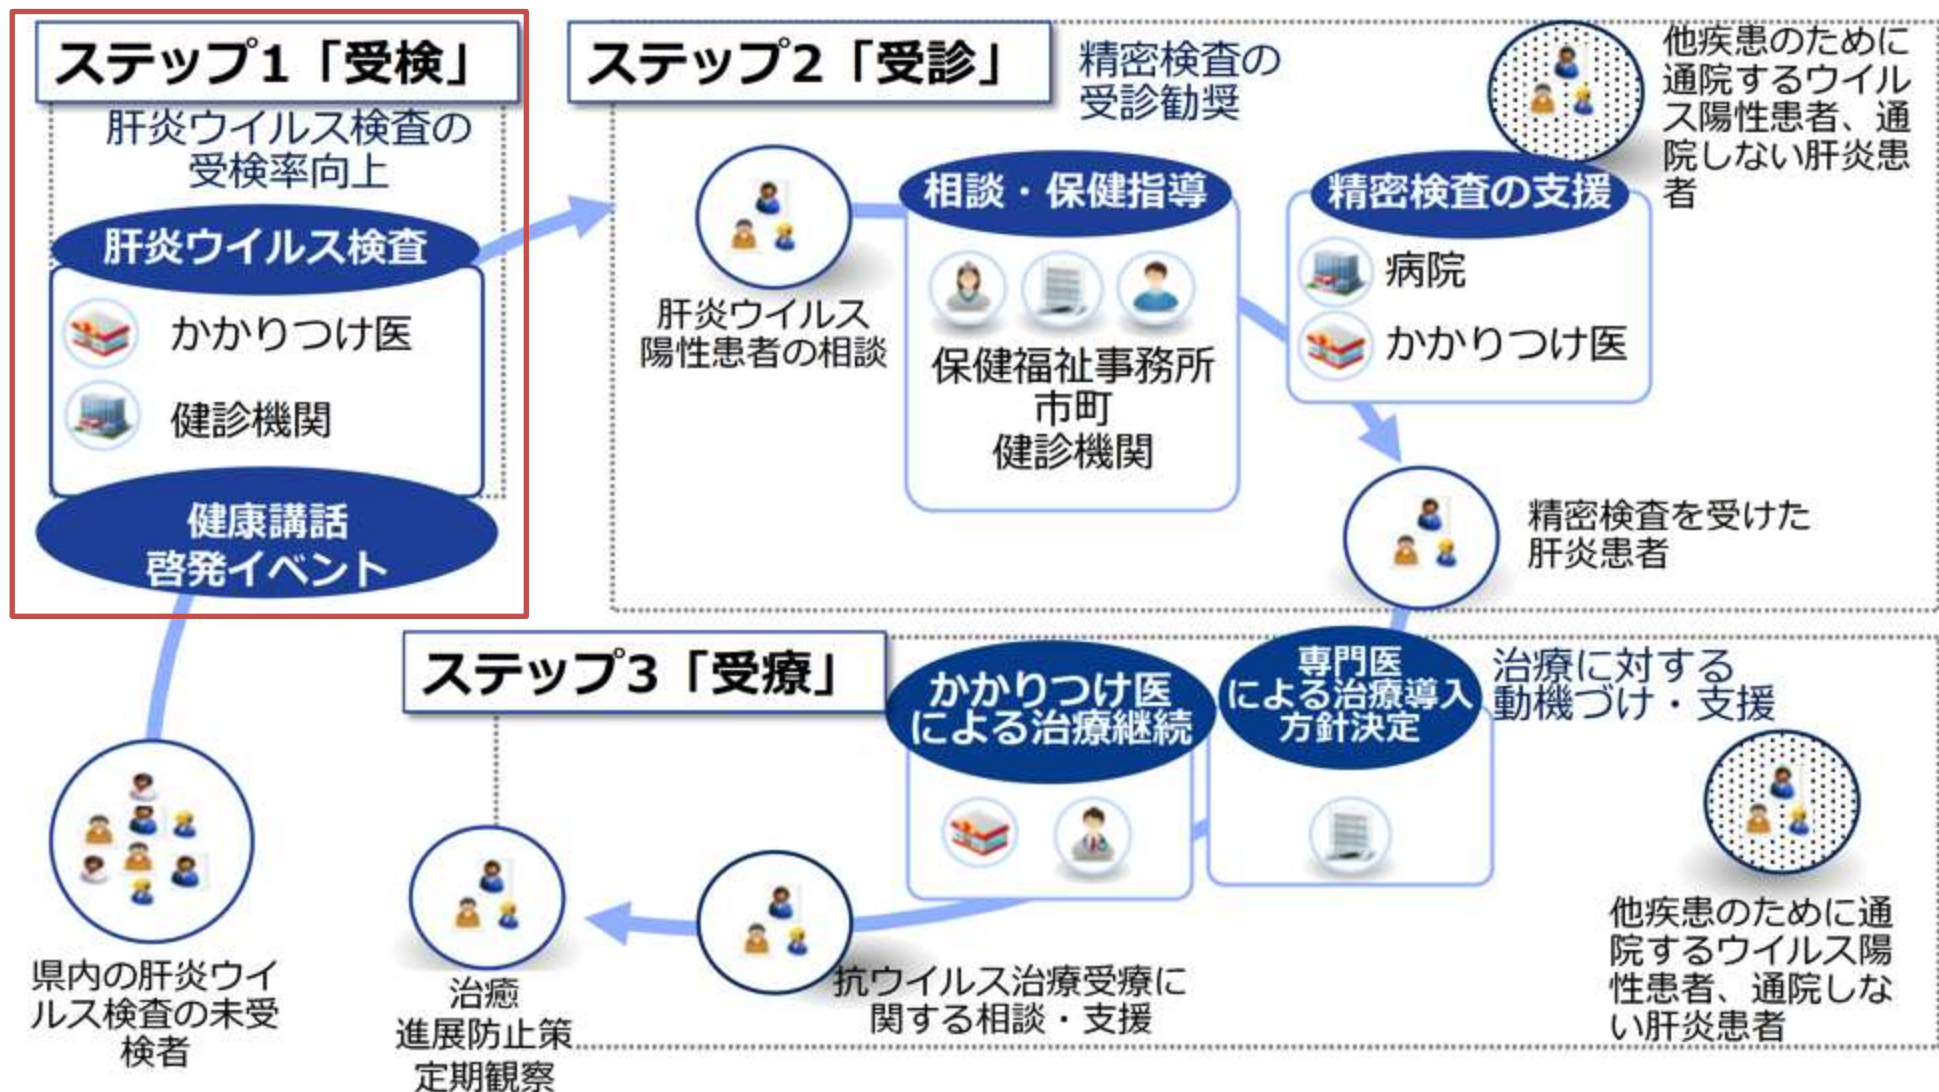 ステップ1「受検」
肝炎ウイルス検査の
受検率向上
肝炎ウイルス検査
かかりつけ医
健診機関
健康講話
啓発イベント
県内の肝炎ウイ
ルス検査の未受
検者
ステップ2「受診」
精密検査の
受診勧奨
肝炎ウイルス
陽性患者の相談
相談・保健指導
保健福祉事務所
市町
健診機関
精密検査の支援
病院
かかりつけ医
他疾患のために
通院するウイル
ス陽性患者、通
院しない肝炎患
者
精密検査を受けた
肝炎患者
ステップ3「受療」
専門医
による治療導入
方針決定
治療に対する
動機づけ・支援
かかりつけ医
による治療継続
抗ウイルス治療受療に
関する相談・支援
治癒
進展防止策
定期観察
他疾患のために通
院するウイルス陽
性患者、通院しな
い肝炎患者